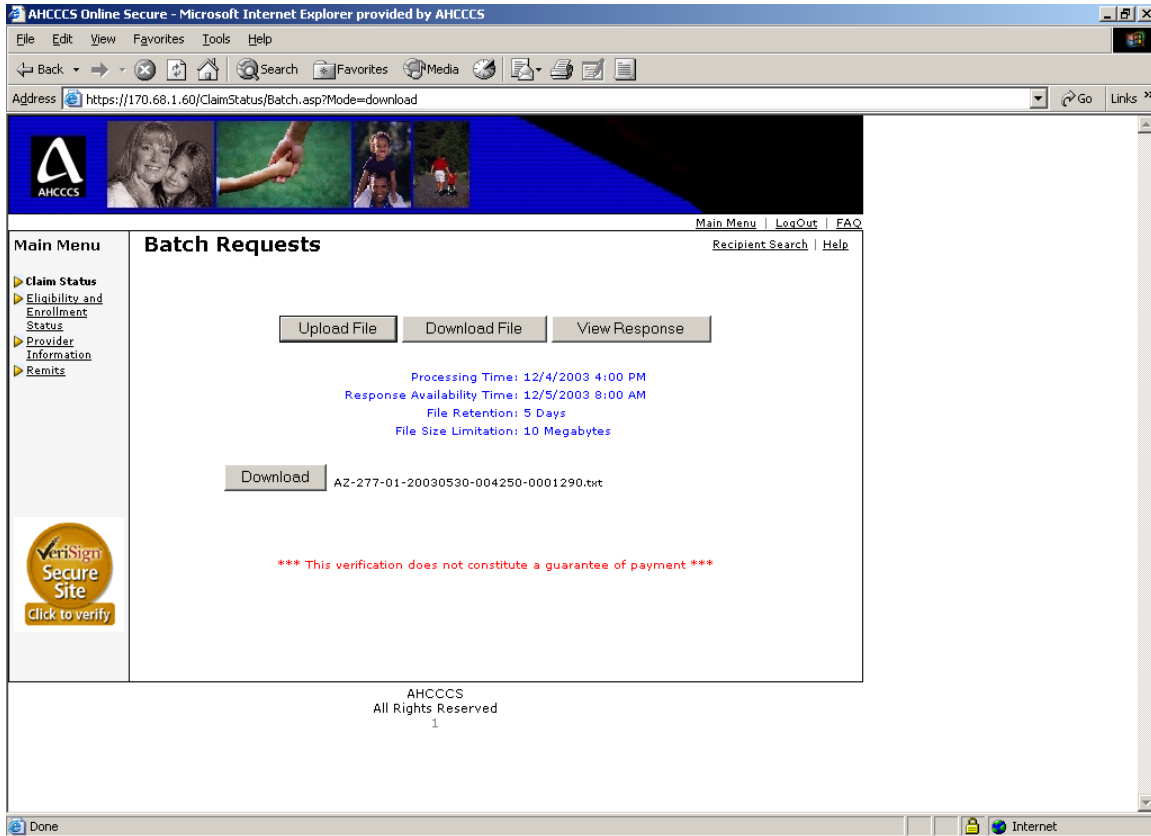 AHCCCS Online Secure - Microsoft Internet Explorer provided by AHCCCS
File Edit View Favorites Tools Help
Back Search Favorites Media
Address https://170.68.1.60/ClaimStatus/Batch.asp?Mode=download Go Links »
AHCCCS
Main Menu | LogOut | FAQ
Main Menu
Batch Requests
Recipient Search | Help
Claim Status
Eligibility and
Enrollment
Status
Provider
Information
Remits
Upload File Download File View Response
Processing Time: 12/4/2003 4:00 PM
Response Availability Time: 12/5/2003 8:00 AM
File Retention: 5 Days
File Size Limitation: 10 Megabytes
Download AZ-277-01-20030530-004250-0001290.txt
VeriSign
Secure
Site
Click to verify
*** This verification does not constitute a guarantee of payment ***
AHCCCS
All Rights Reserved
1
Done Internet